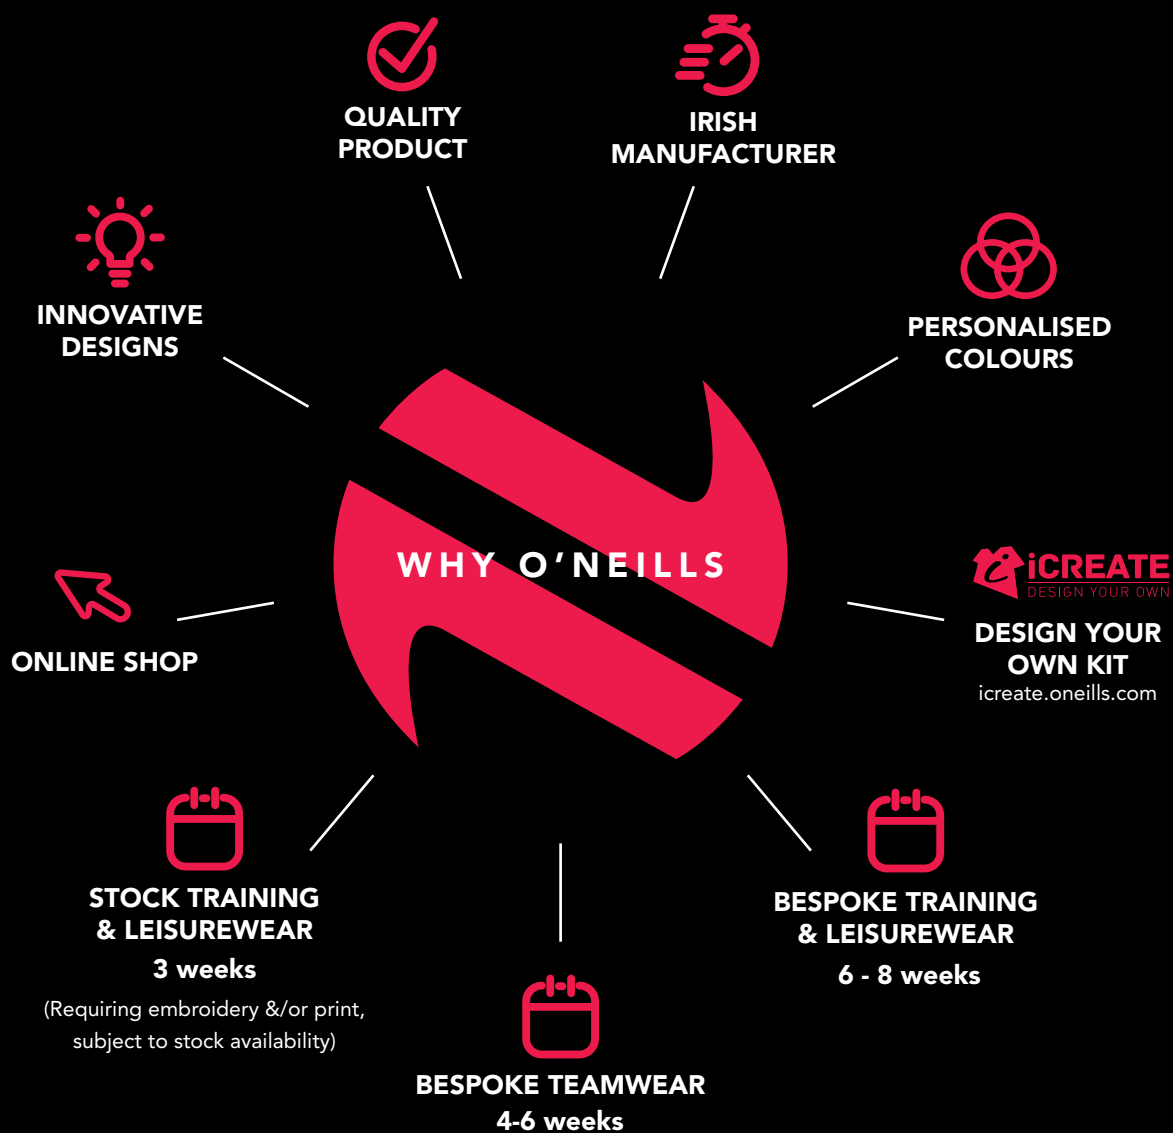 QUALITY
PRODUCT
IRISH
MANUFACTURER
INNOVATIVE
DESIGNS
PERSONALISED
COLOURS
WHY O'NEILLS
iCREATE
DESIGN YOUR OWN
DESIGN YOUR
OWN KIT
icreate.oneills.com
ONLINE SHOP
STOCK TRAINING
& LEISUREWEAR
3 weeks
(Requiring embroidery &/or print,
subject to stock availability)
BESPOKE TEAMWEAR
4-6 weeks
BESPOKE TRAINING
& LEISUREWEAR
6 - 8 weeks